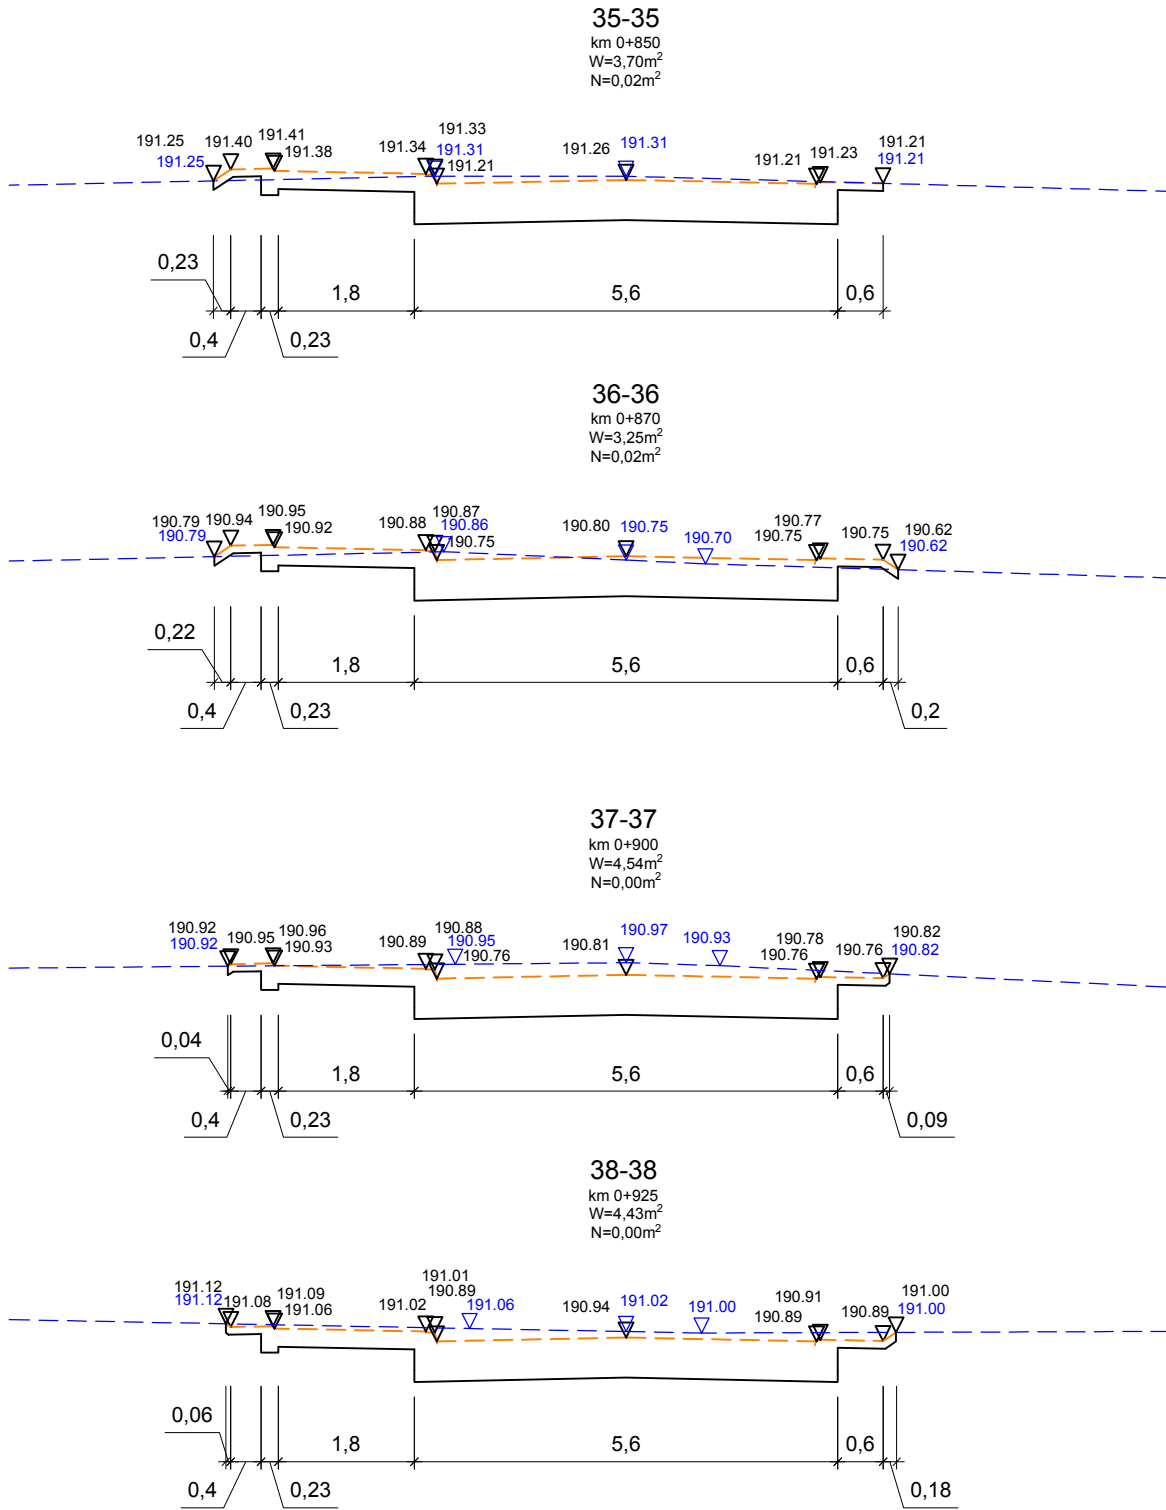 35-35
km 0+850
W=3,70m²
N=0,02m²
191.25 191.40 191.41 191.34 191.33 191.26 191.31 191.21 191.23 191.21
191.25 191.38 191.31 191.21
191.21
0,23 1,8 5,6 0,6
0,4 0,23
36-36
km 0+870
W=3,25m²
N=0,02m²
190.79 190.94 190.95 190.88 190.87 190.80 190.75 190.70 190.77 190.75 190.62
190.79 190.92 190.86 190.75 190.62
190.75
0,22 1,8 5,6 0,6
0,4 0,23 0,2
37-37
km 0+900
W=4,54m²
N=0,00m²
190.92 190.95 190.96 190.89 190.88 190.81 190.97 190.93 190.78 190.76 190.82
190.92 190.93 190.95 190.76 190.82
190.76
0,04 1,8 5,6 0,6
0,4 0,23 0,09
38-38
km 0+925
W=4,43m²
N=0,00m²
191.12 191.08 191.09 191.02 191.01 191.06 190.94 191.02 191.00 190.91 190.89 191.00
191.12 191.06 190.89 190.89 191.00
0,06 1,8 5,6 0,6
0,4 0,23 0,18